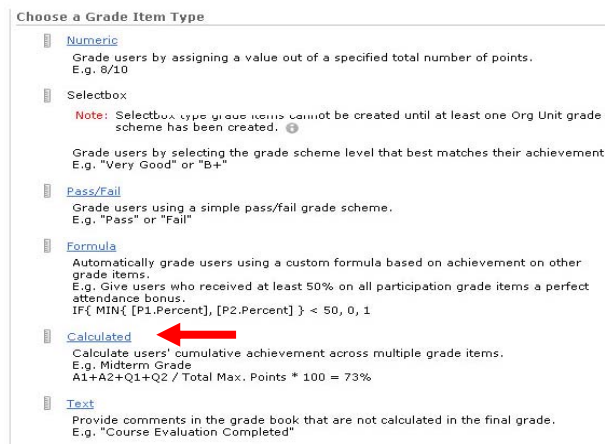 Choose a Grade Item Type
Numeric
Grade users by assigning a value out of a specified total number of points.
E.g. 8/10
Selectbox
Note: Selectbox type grade items cannot be created until at least one Org Unit grade
scheme has been created.
Grade users by selecting the grade scheme level that best matches their achievement
E.g. "Very Good" or "B+"
Pass/Fail
Grade users using a simple pass/fail grade scheme.
E.g. "Pass" or "Fail"
Formula
Automatically grade users using a custom formula based on achievement on other
grade items.
E.g. Give users who received at least 50% on all participation grade items a perfect
attendance bonus.
IF{ MIN{ [P1.Percent], [P2.Percent] } < 50, 0, 1
Calculated
Calculate users' cumulative achievement across multiple grade items.
E.g. Midterm Grade
A1+A2+Q1+Q2 / Total Max. Points * 100 = 73%
Text
Provide comments in the grade book that are not calculated in the final grade.
E.g. "Course Evaluation Completed"